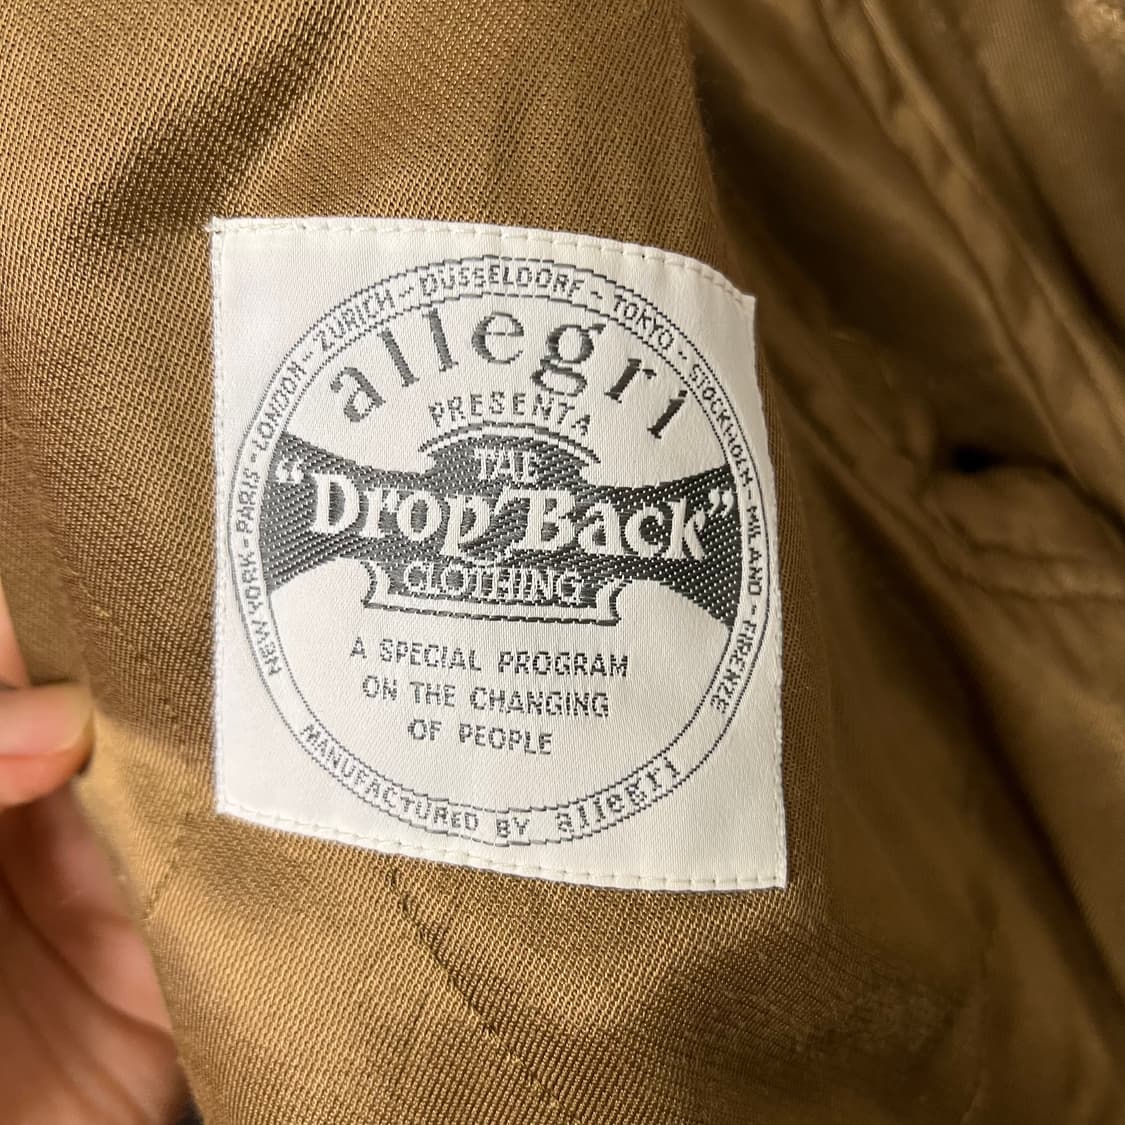 NEW YORK - PARIS - LONDON - ZURICH - DUSSELDORF - TOKYO - STOCKHOLM - MILANO - FIRENZE
allegri
PRESENTA
THE
"Drop Back"
CLOTHING
A SPECIAL PROGRAM
ON THE CHANGING
OF PEOPLE
MANUFACTURED BY allegri